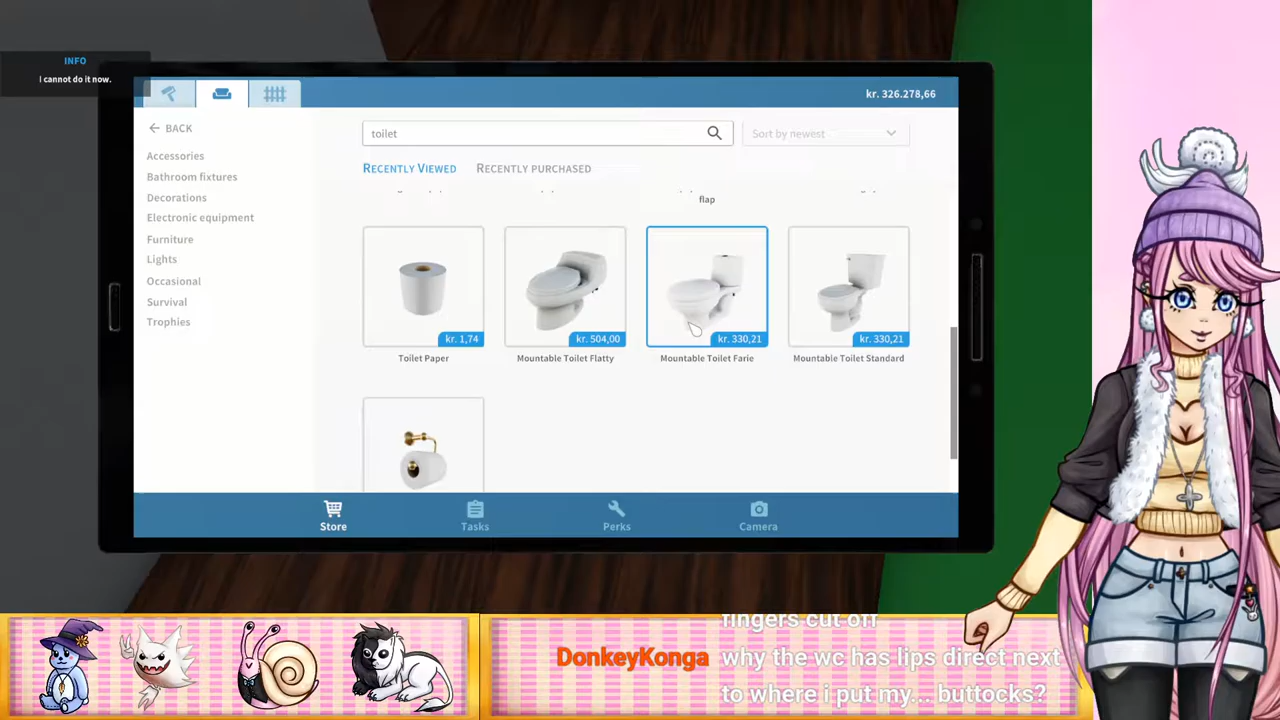 INFO
I cannot do it now.
kr. 326.278,66
BACK
toilet
Sort by newest
RECENTLY VIEWED
RECENTLY PURCHASED
Accessories
Bathroom fixtures
Decorations
Electronic equipment
Furniture
Lights
Occasional
Survival
Trophies
flap
kr. 1,74
kr. 504,00
kr. 330,21
kr. 330,21
Toilet Paper
Mountable Toilet Flatty
Mountable Toilet Farie
Mountable Toilet Standard
Store
Tasks
Perks
Camera
fingers cut off
DonkeyKonga why the wc has lips direct next
to where i put my... buttocks?